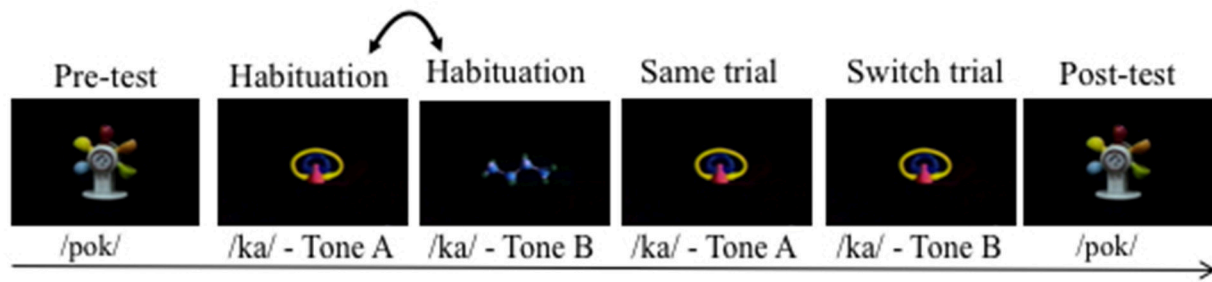 Pre-test
Habituation
Habituation
Same trial
Switch trial
Post-test
/pok/
/ka/ - Tone A
/ka/ - Tone B
/ka/ - Tone A
/ka/ - Tone B
/pok/